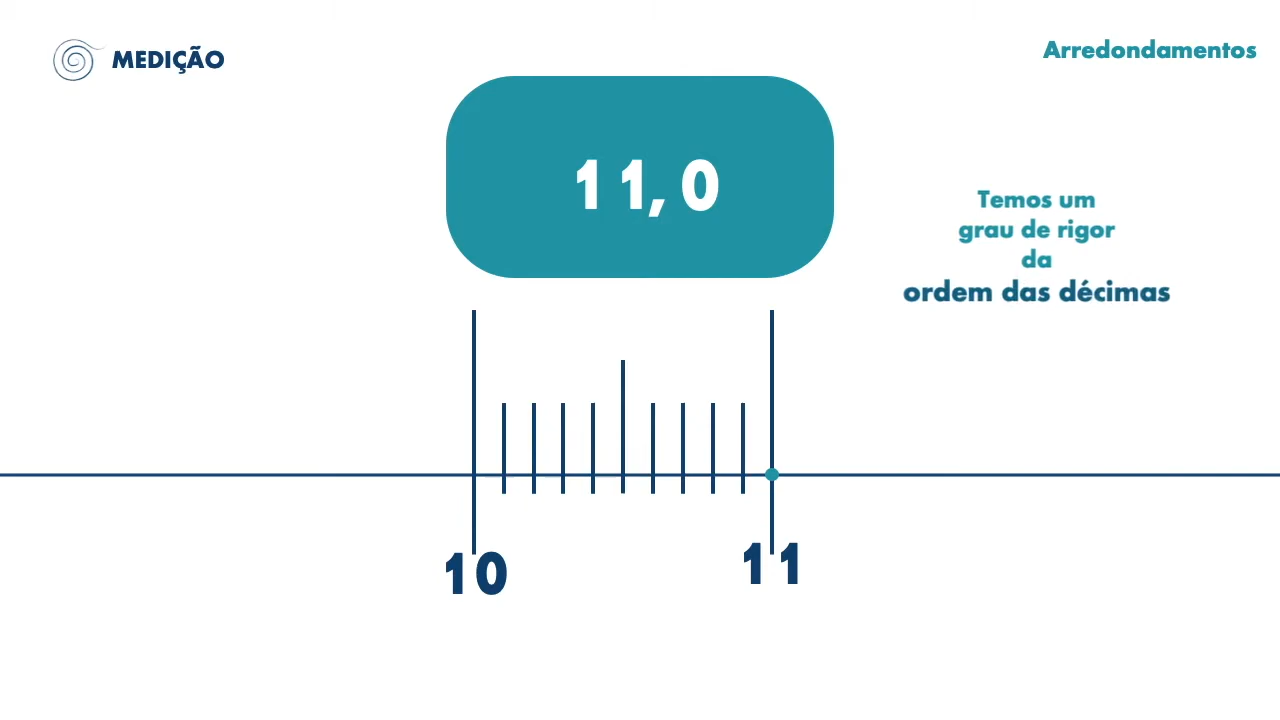 MEDIÇÃO
Arredondamentos
11,0
Temos um
grau de rigor
da
ordem das décimas
10
11